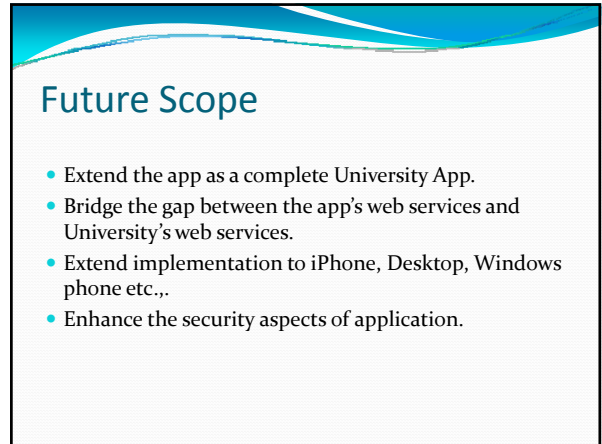 Future Scope
Extend the app as a complete University App.
Bridge the gap between the app's web services and
University's web services.
Extend implementation to iPhone, Desktop, Windows
phone etc.,.
Enhance the security aspects of application.